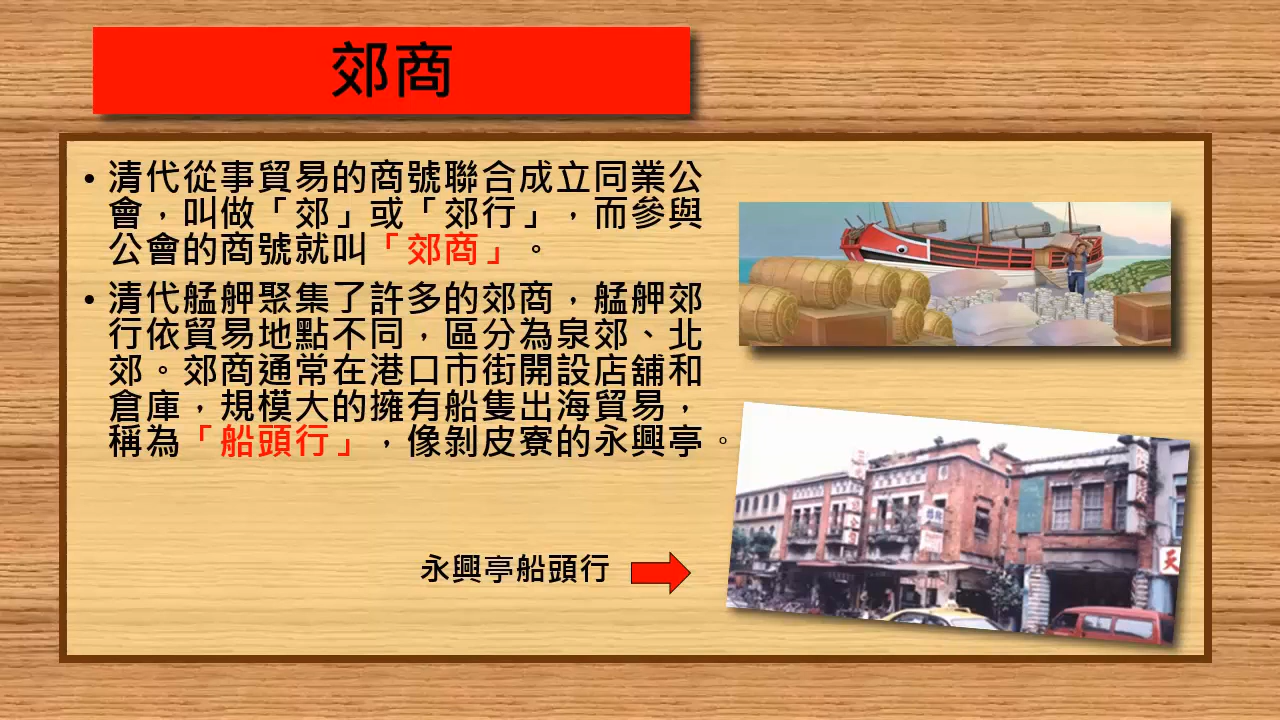 郊商
• 清代從事貿易的商號聯合成立同業公
會，叫做「郊」或「郊行」，而參與
公會的商號就叫「郊商」。
• 清代艋舺聚集了許多的郊商，艋舺郊
行依貿易地點不同，區分為泉郊、北
郊。郊商通常在港口市街開設店舖和
倉庫，規模大的擁有船隻出海貿易，
稱為「船頭行」，像剝皮寮的永興亭。
永興亭船頭行
天